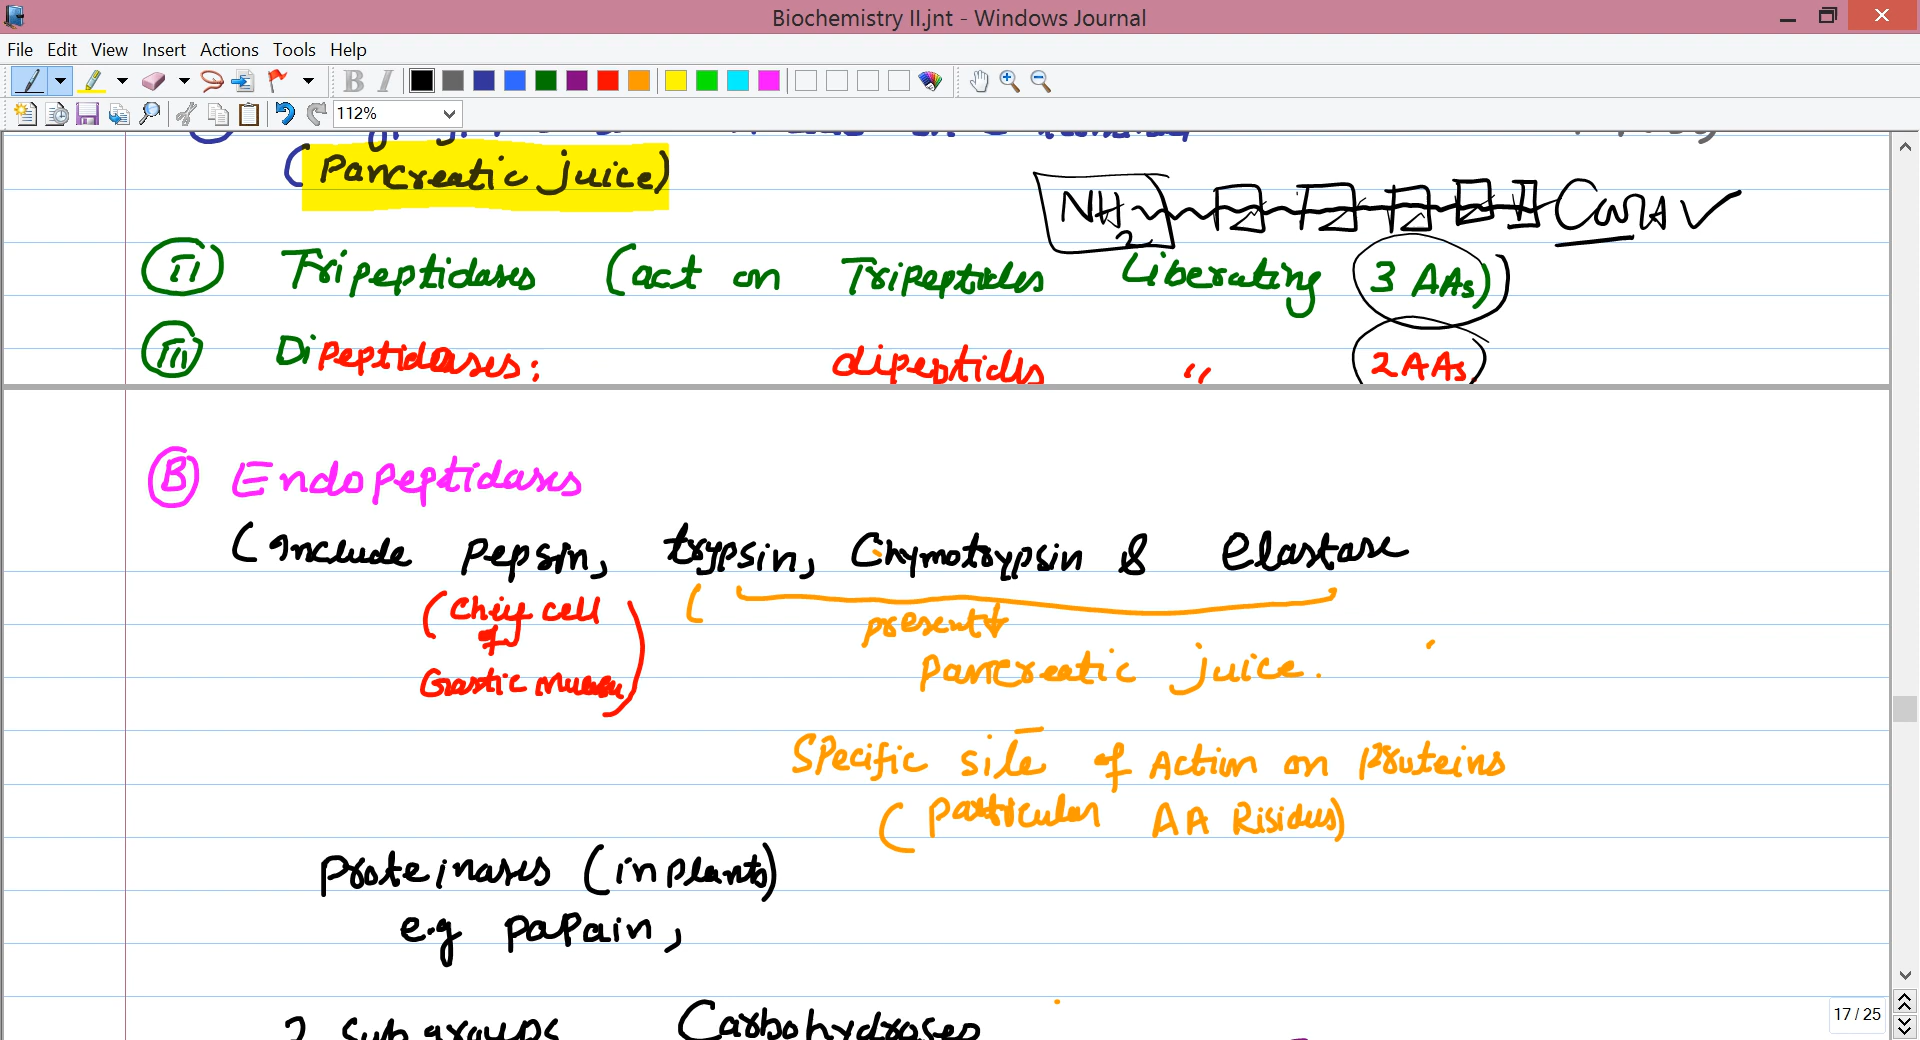 Biochemistry II.jnt - Windows Journal
File Edit View Insert Actions Tools Help
B I
112%
(Pancreatic juice)
NH2 COOH
II Tripeptidases (act on Tripeptides Liberating 3 AAs)
III Dipeptidases: dipeptides " 2 AAs
B Endopeptidases
(include Pepsin, trypsin, Chymotrypsin & elastase
(Chief cell
of
Gastric mucosa)
( present
Pancreatic juice.
Specific site of Action on Proteins
(Particular AA Risidus)
Proteinases (in plants)
e.g papain,
2 subgroups Carbohydrases
17 / 25